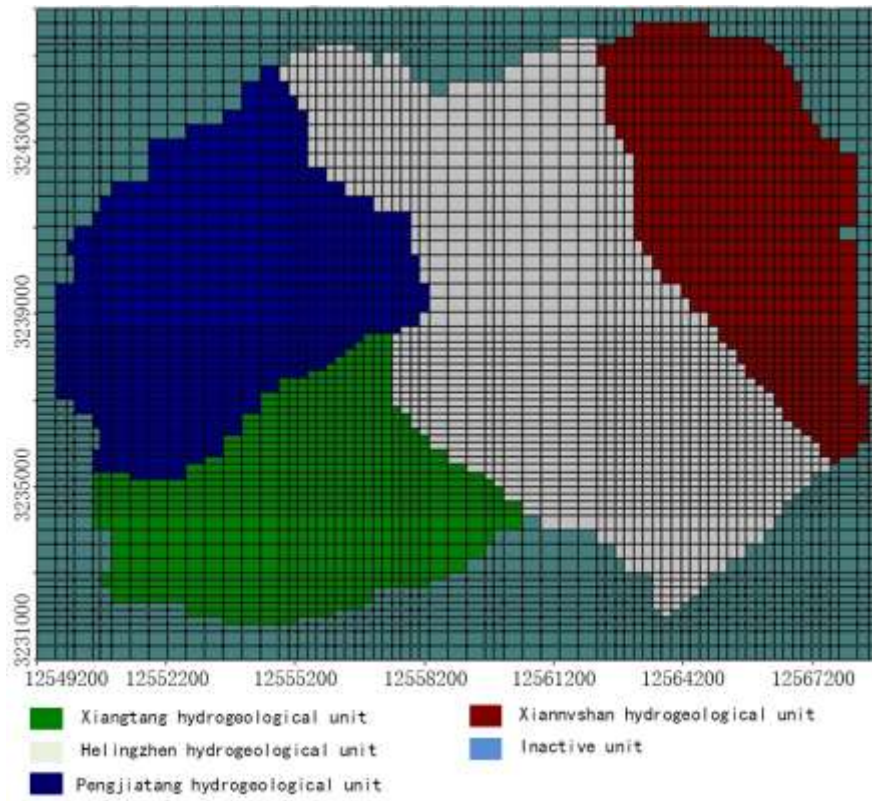 3243000
3239000
3235000
3231000
12549200 12552200 12555200 12558200 12561200 12564200 12567200
Xiangtang hydrogeological unit
Xiannvshan hydrogeological unit
Helingzhen hydrogeological unit
Inactive unit
Pengjiatang hydrogeological unit